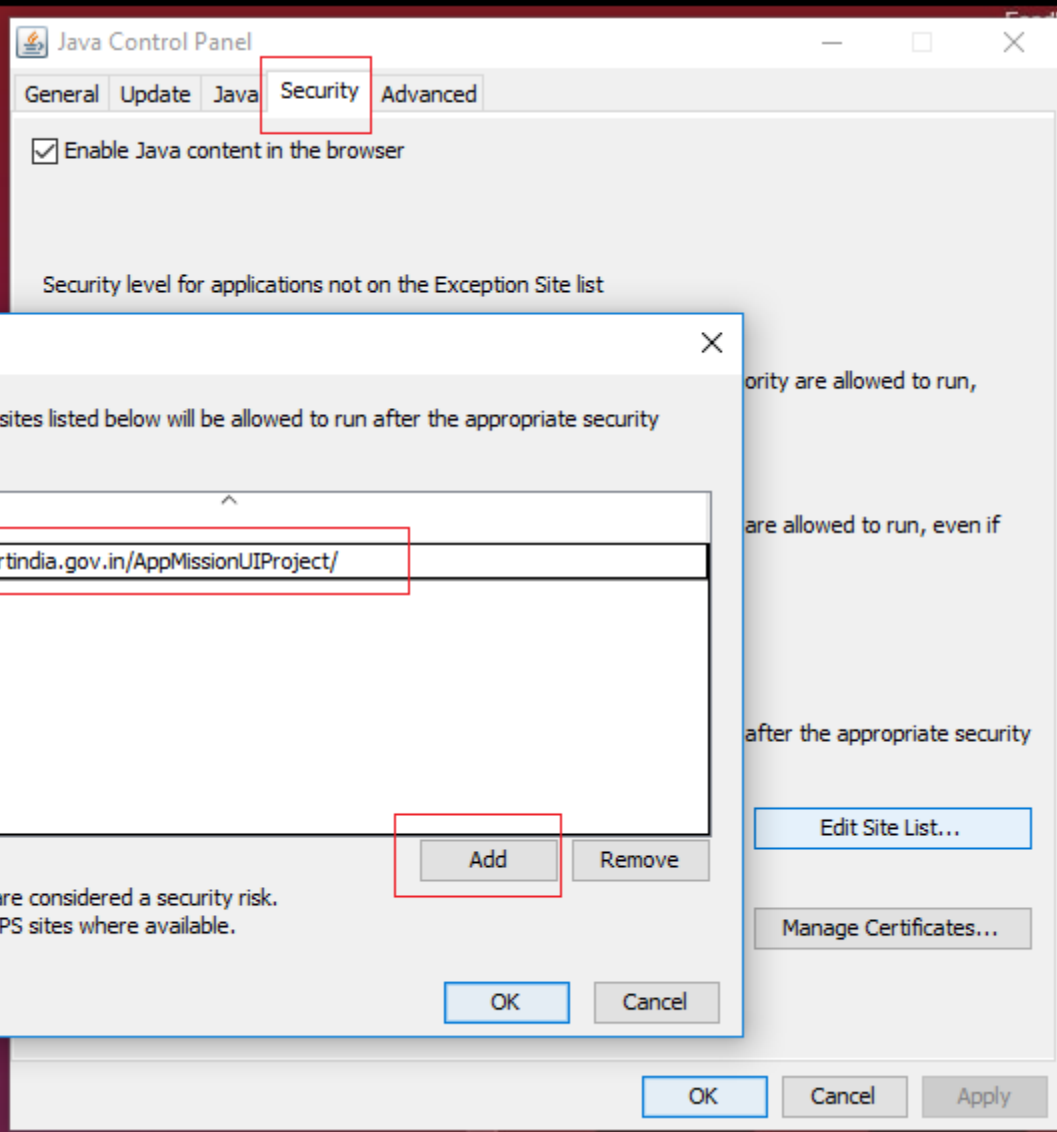 Java Control Panel
General Update Java Security Advanced
Enable Java content in the browser
Security level for applications not on the Exception Site list
ority are allowed to run,
sites listed below will be allowed to run after the appropriate security
are allowed to run, even if
rtindia.gov.in/AppMissionUIProject/
after the appropriate security
Edit Site List...
Add Remove
are considered a security risk.
PS sites where available.
Manage Certificates...
OK Cancel
OK Cancel Apply